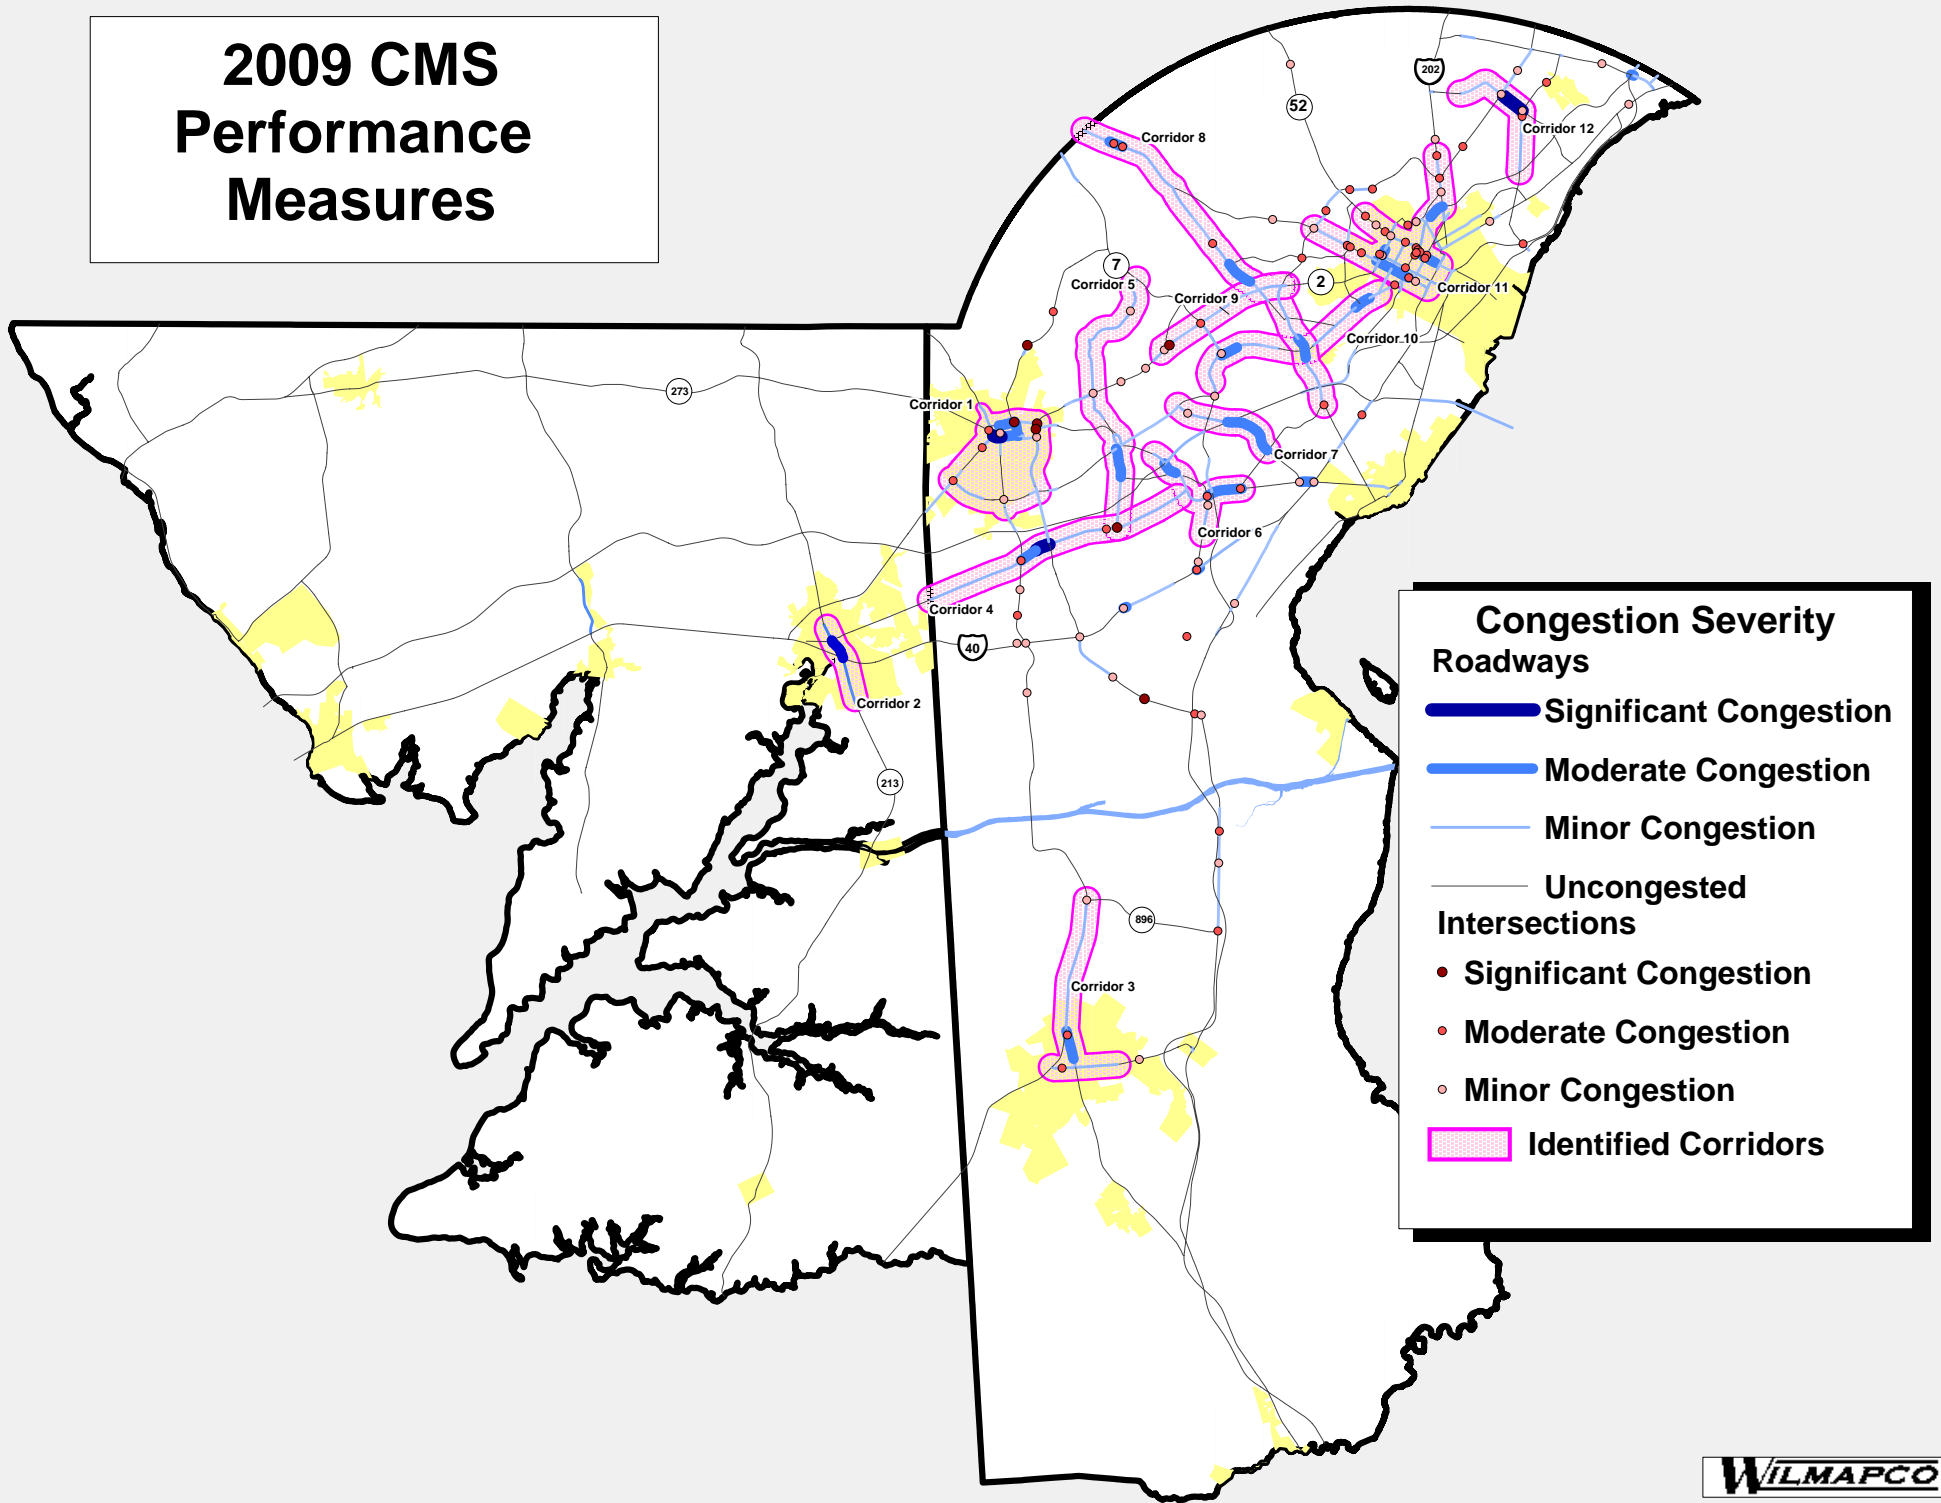 2009 CMS
Performance
Measures
202
52
Corridor 12
Corridor 8
7
Corridor 5
2
Corridor 9
Corridor 11
Corridor 10
273
Corridor 1
Corridor 7
Corridor 6
Corridor 4
40
Corridor 2
213
896
Corridor 3
Congestion Severity
Roadways
Significant Congestion
Moderate Congestion
Minor Congestion
Uncongested
Intersections
Significant Congestion
Moderate Congestion
Minor Congestion
Identified Corridors
WILMAPCO